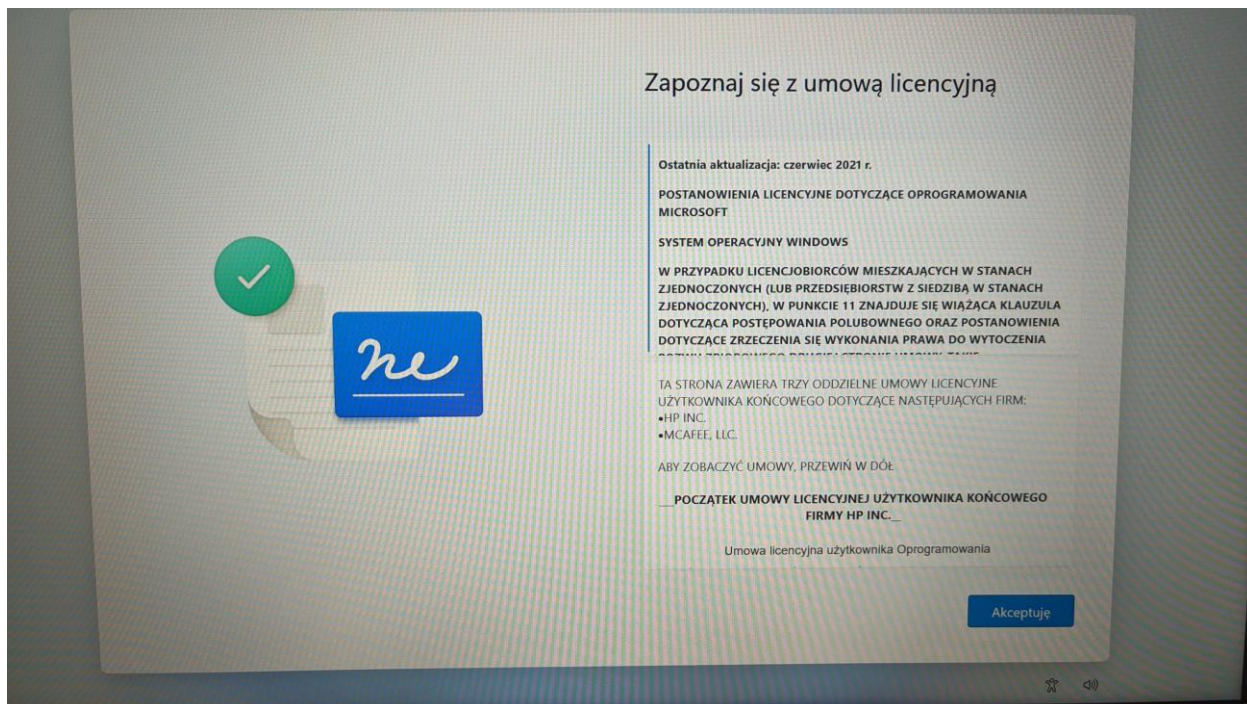 Zapoznaj się z umową licencyjną
Ostatnia aktualizacja: czerwiec 2021 r.
POSTANOWIENIA LICENCYJNE DOTYCZĄCE OPROGRAMOWANIA
MICROSOFT
SYSTEM OPERACYJNY WINDOWS
W PRZYPADKU LICENCJOBIORCÓW MIESZKAJĄCYCH W STANACH
ZJEDNOCZONYCH (LUB PRZEDSIĘBIORSTW Z SIEDZIBĄ W STANACH
ZJEDNOCZONYCH), W PUNKCIE 11 ZNAJDUJE SIĘ WIĄŻĄCA KLAUZULA
DOTYCZĄCA POSTĘPOWANIA POLUBOWNEGO ORAZ POSTANOWIENIA
DOTYCZĄCE ZRZECZENIA SIĘ WYKONANIA PRAWA DO WYTOCZENIA
TA STRONA ZAWIERA TRZY ODDZIELNE UMOWY LICENCYJNE
UŻYTKOWNIKA KOŃCOWEGO DOTYCZĄCE NASTĘPUJĄCYCH FIRM:
•HP INC.
•MCAFEE, LLC.
ABY ZOBACZYĆ UMOWY, PRZEWIŃ W DÓŁ
__POCZĄTEK UMOWY LICENCYJNEJ UŻYTKOWNIKA KOŃCOWEGO
FIRMY HP INC.__
Umowa licencyjna użytkownika Oprogramowania
Akceptuję